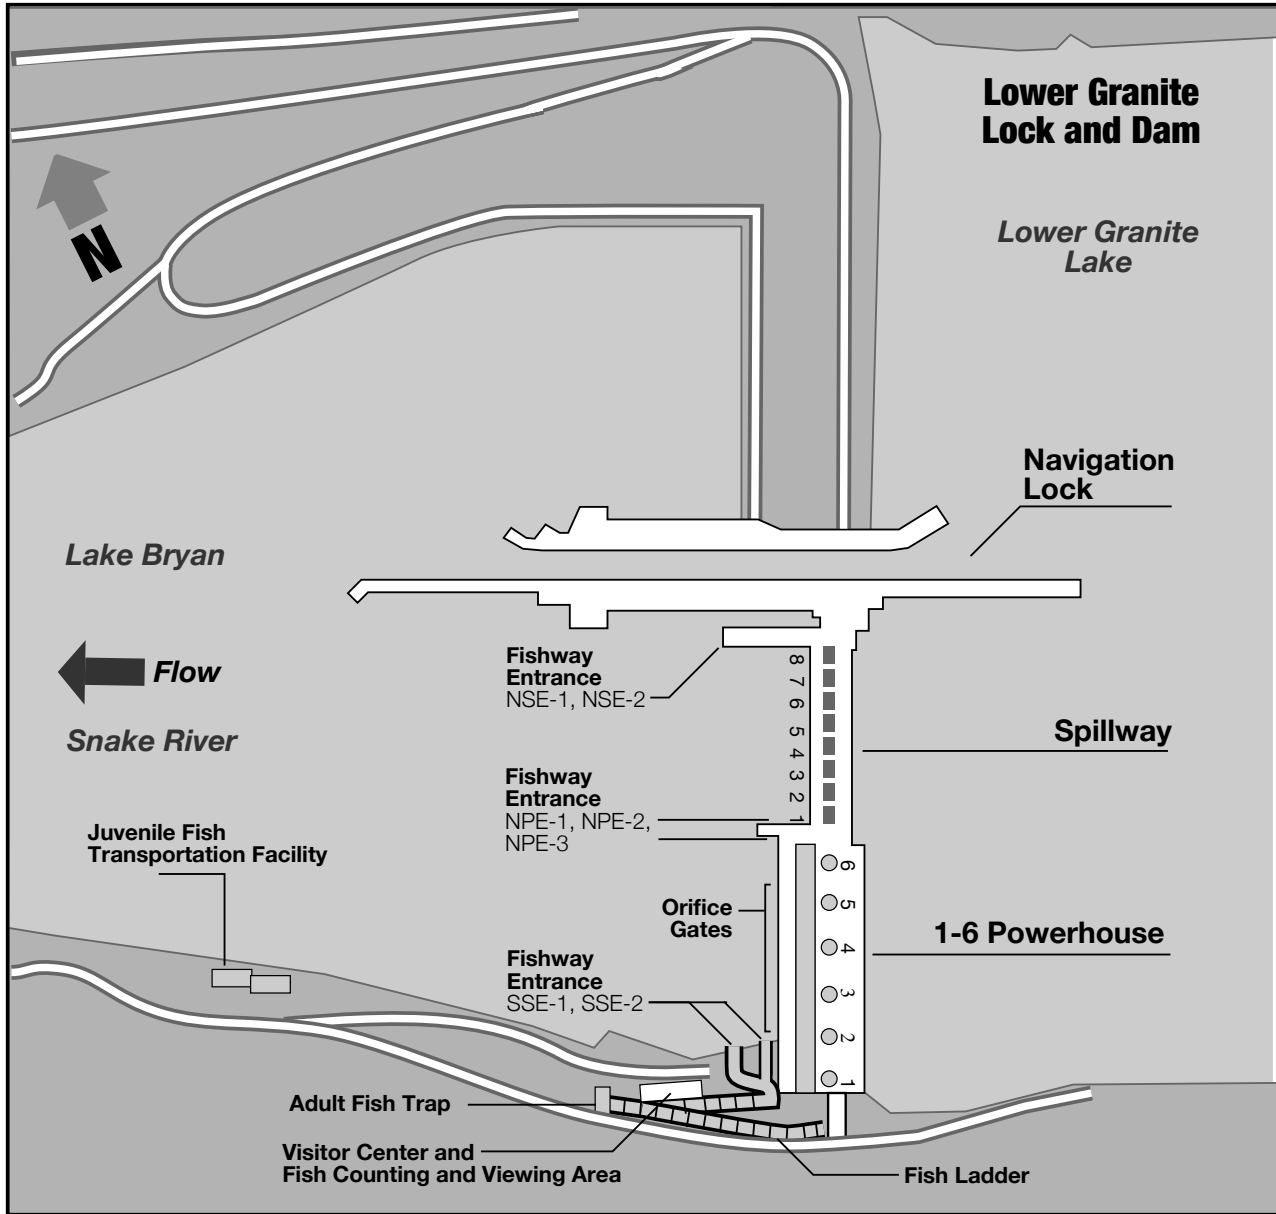 Lower Granite
Lock and Dam
Lower Granite
Lake
N
Navigation
Lock
Lake Bryan
Flow
Snake River
Fishway
Entrance
NSE-1, NSE-2
8
7
6
5
4
3
2
1
Spillway
Fishway
Entrance
NPE-1, NPE-2,
NPE-3
Juvenile Fish
Transportation Facility
6
5
4
3
2
1
Orifice
Gates
1-6 Powerhouse
Fishway
Entrance
SSE-1, SSE-2
Adult Fish Trap
Visitor Center and
Fish Counting and Viewing Area
Fish Ladder